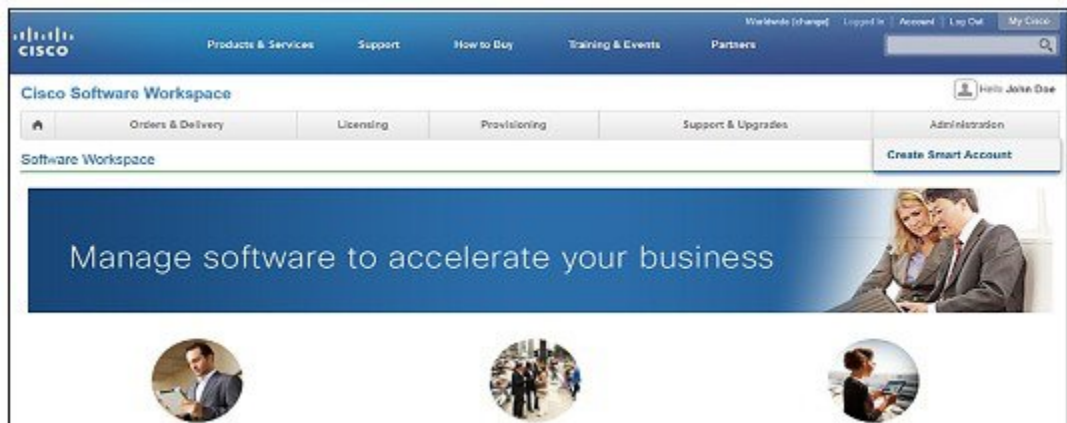 Worldwide [change] Logged In Account Log Out My Cisco
CISCO
Products & Services Support How to Buy Training & Events Partners
Cisco Software Workspace
Hello John Doe
Orders & Delivery Licensing Provisioning Support & Upgrades Administration
Software Workspace
Create Smart Account
Manage software to accelerate your business